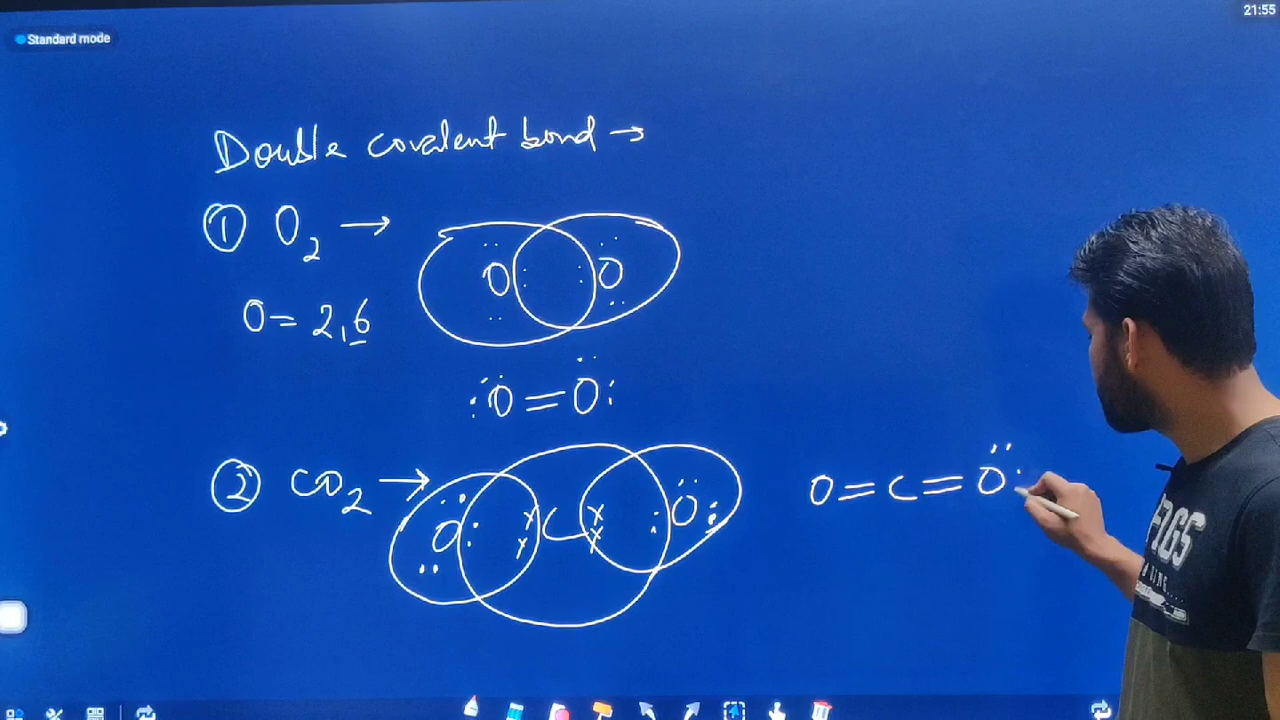 21:55
Standard mode
Double covalent bond →
① O₂ →
O O
O = 2,6
:Ö = Ö:
② CO₂ →
O C O
O = C = Ö: